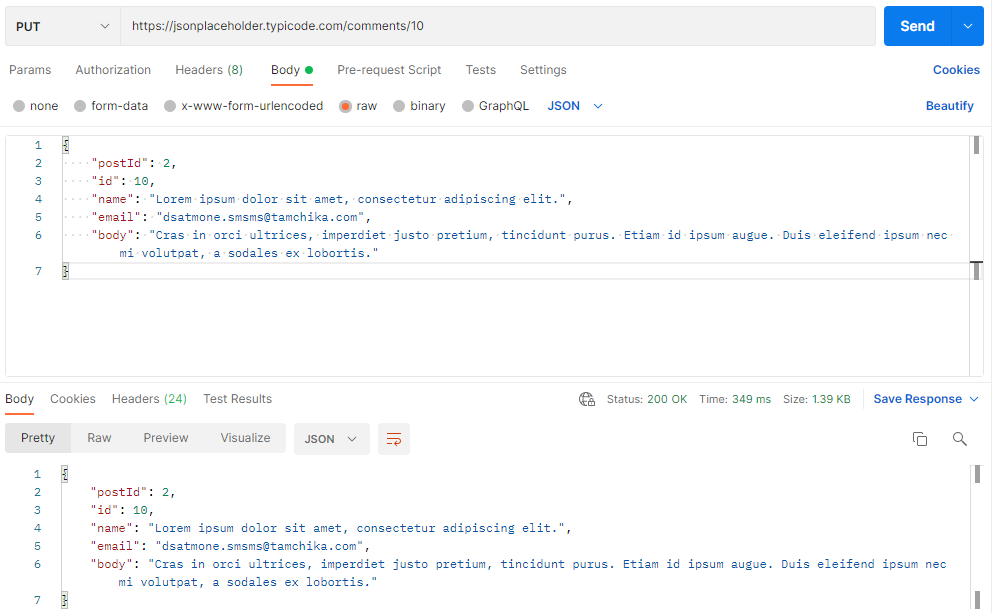 PUT https://jsonplaceholder.typicode.com/comments/10 Send
Params Authorization Headers (8) Body Pre-request Script Tests Settings Cookies
none form-data x-www-form-urlencoded raw binary GraphQL JSON Beautify
1 {
2 "postId": 2,
3 "id": 10,
4 "name": "Lorem ipsum dolor sit amet, consectetur adipiscing elit.",
5 "email": "dsatmone.smsms@tamchika.com",
6 "body": "Cras in orci ultrices, imperdiet justo pretium, tincidunt purus. Etiam id ipsum augue. Duis eleifend ipsum nec
mi volutpat, a sodales ex lobortis."
7 }
Body Cookies Headers (24) Test Results Status: 200 OK Time: 349 ms Size: 1.39 KB Save Response
Pretty Raw Preview Visualize JSON
1 {
2 "postId": 2,
3 "id": 10,
4 "name": "Lorem ipsum dolor sit amet, consectetur adipiscing elit.",
5 "email": "dsatmone.smsms@tamchika.com",
6 "body": "Cras in orci ultrices, imperdiet justo pretium, tincidunt purus. Etiam id ipsum augue. Duis eleifend ipsum nec
mi volutpat, a sodales ex lobortis."
7 }